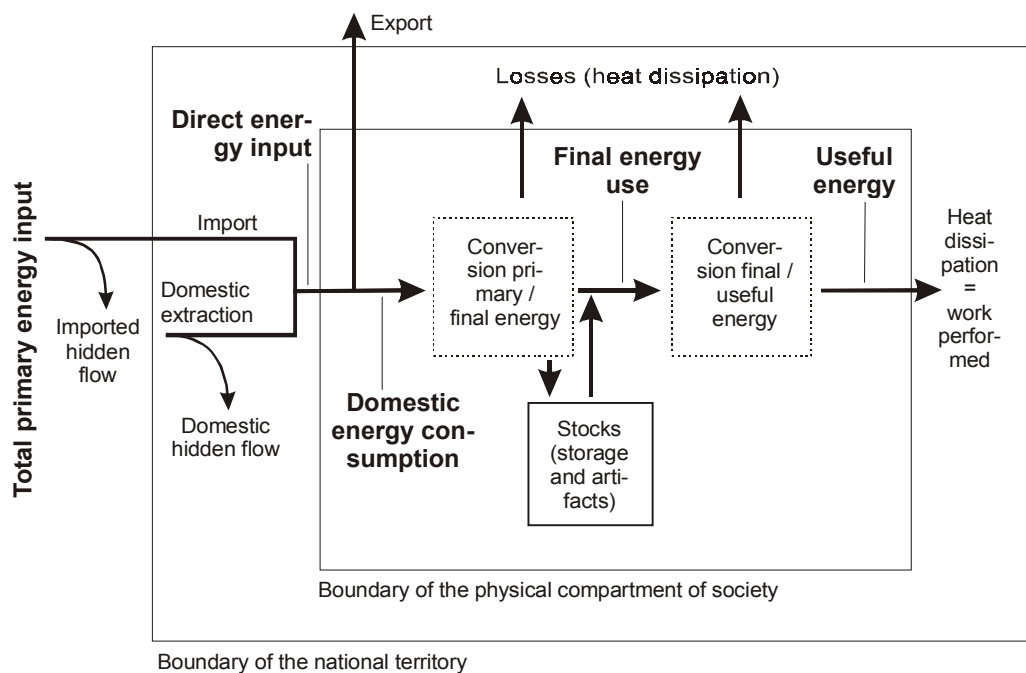 Export
Losses (heat dissipation)
Direct ener-
gy input
Final energy
use
Useful
energy
Total primary energy input
Import
Domestic
extraction
Imported
hidden
flow
Domestic
hidden flow
Conver-
sion pri-
mary /
final energy
Conver-
sion final /
useful
energy
Heat
dissi-
pation
=
work
perfor-
med
Domestic
energy con-
sumption
Stocks
(storage
and arti-
facts)
Boundary of the physical compartment of society
Boundary of the national territory